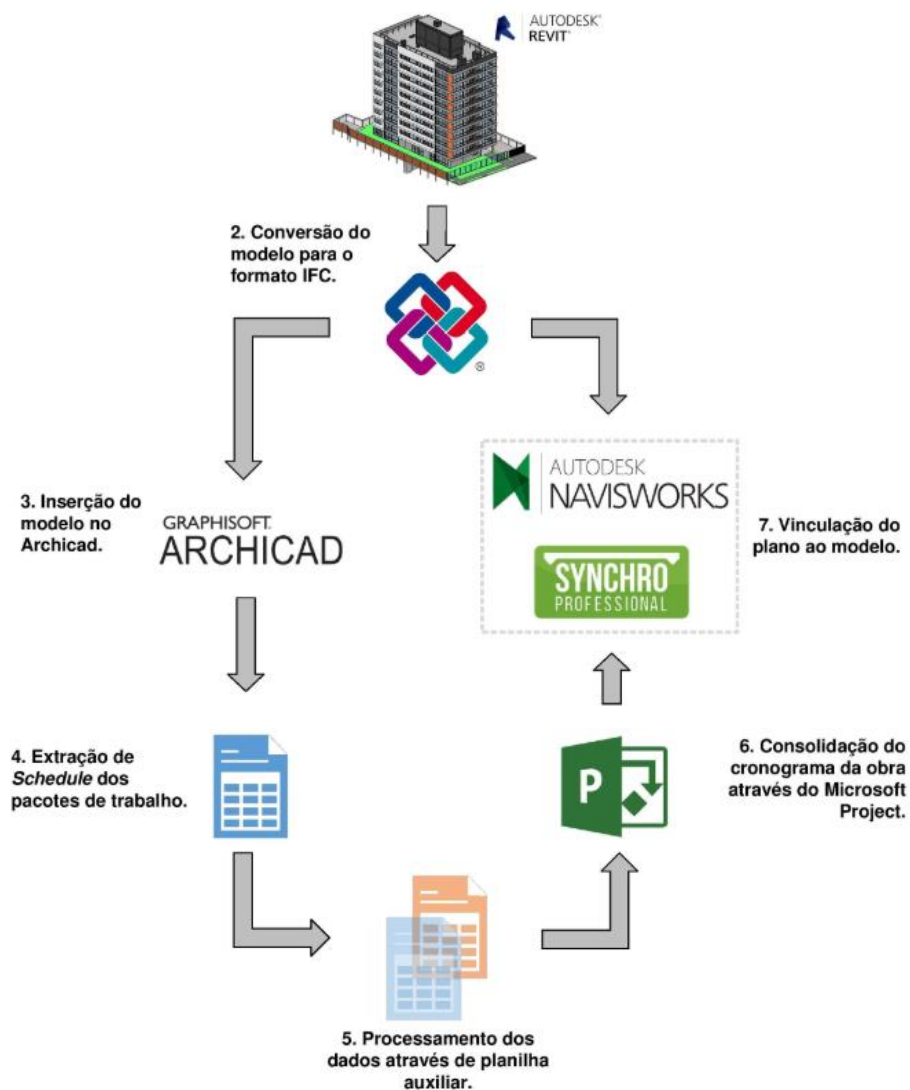 AUTODESK®
REVIT®
2. Conversão do
modelo para o
formato IFC.
®
3. Inserção do
modelo no
Archicad.
GRAPHISOFT.
ARCHICAD
AUTODESK
NAVISWORKS
SYNCHRO
PROFESSIONAL
7. Vinculação do
plano ao modelo.
4. Extração de
Schedule dos
pacotes de trabalho.
P
6. Consolidação do
cronograma da obra
através do Microsoft
Project.
5. Processamento dos
dados através de planilha
auxiliar.